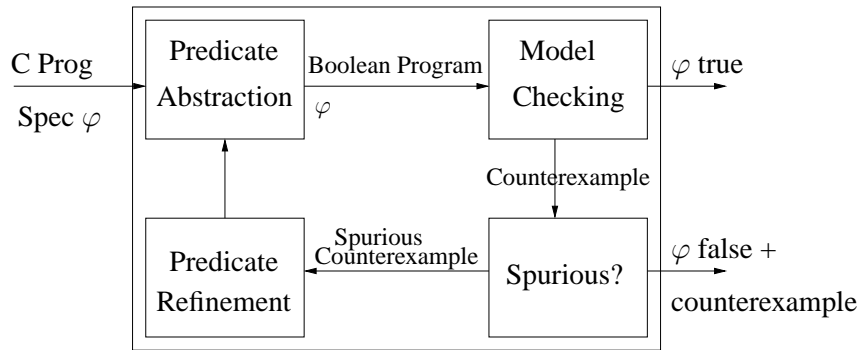 C Prog
Spec φ
Predicate
Abstraction
Boolean Program
φ
Model
Checking
φ true
Counterexample
Predicate
Refinement
Spurious
Counterexample
Spurious?
φ false +
counterexample